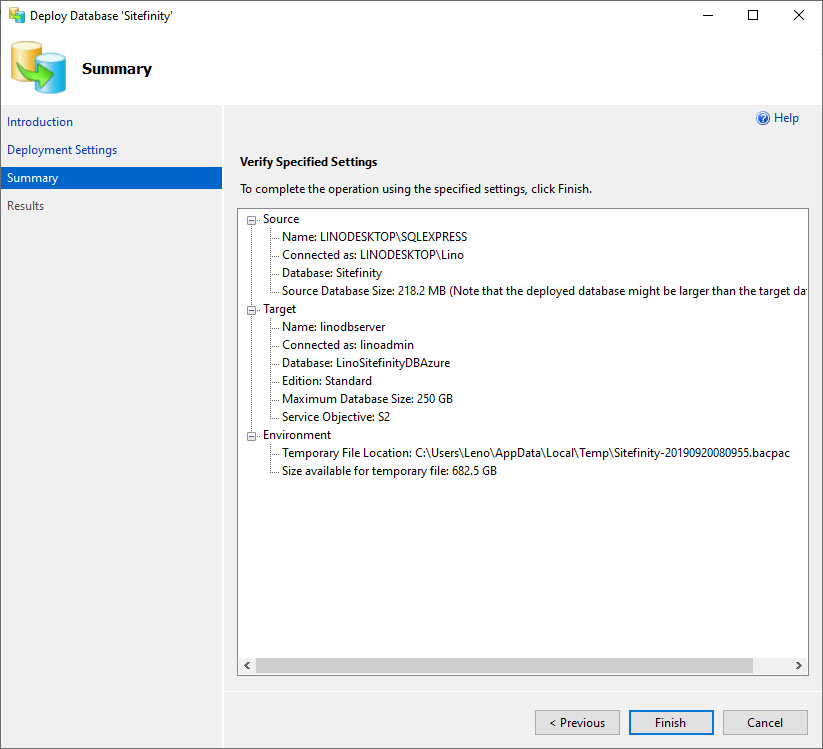 Deploy Database 'Sitefinity'
Summary
Introduction
Deployment Settings
Summary
Results
Help
Verify Specified Settings
To complete the operation using the specified settings, click Finish.
Source
Name: LINODESKTOP\SQLEXPRESS
Connected as: LINODESKTOP\Lino
Database: Sitefinity
Source Database Size: 218.2 MB (Note that the deployed database might be larger than the target dat
Target
Name: linodbserver
Connected as: linoadmin
Database: LinoSitefinityDBAzure
Edition: Standard
Maximum Database Size: 250 GB
Service Objective: S2
Environment
Temporary File Location: C:\Users\Leno\AppData\Local\Temp\Sitefinity-20190920080955.bacpac
Size available for temporary file: 682.5 GB
< Previous
Finish
Cancel